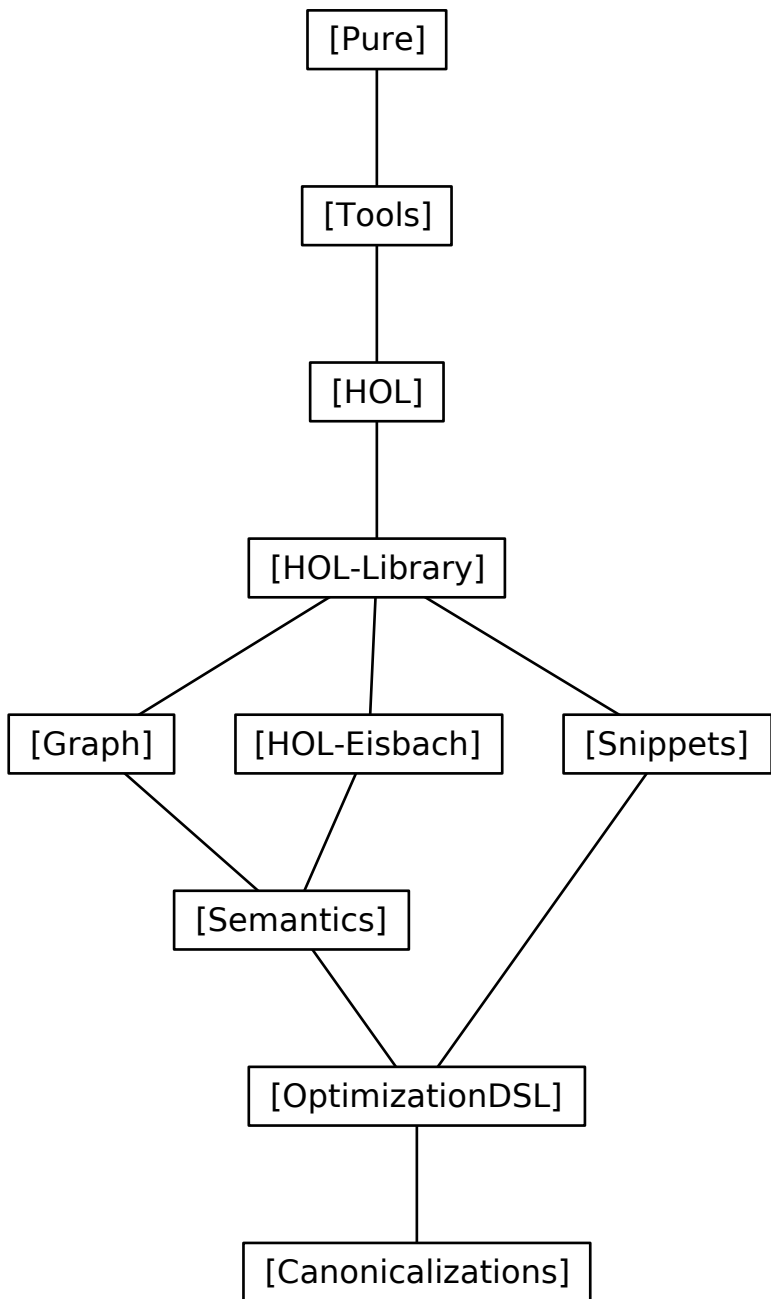 [Pure]
[Tools]
[HOL]
[HOL-Library]
[Graph]
[HOL-Eisbach]
[Snippets]
[Semantics]
[OptimizationDSL]
[Canonicalizations]